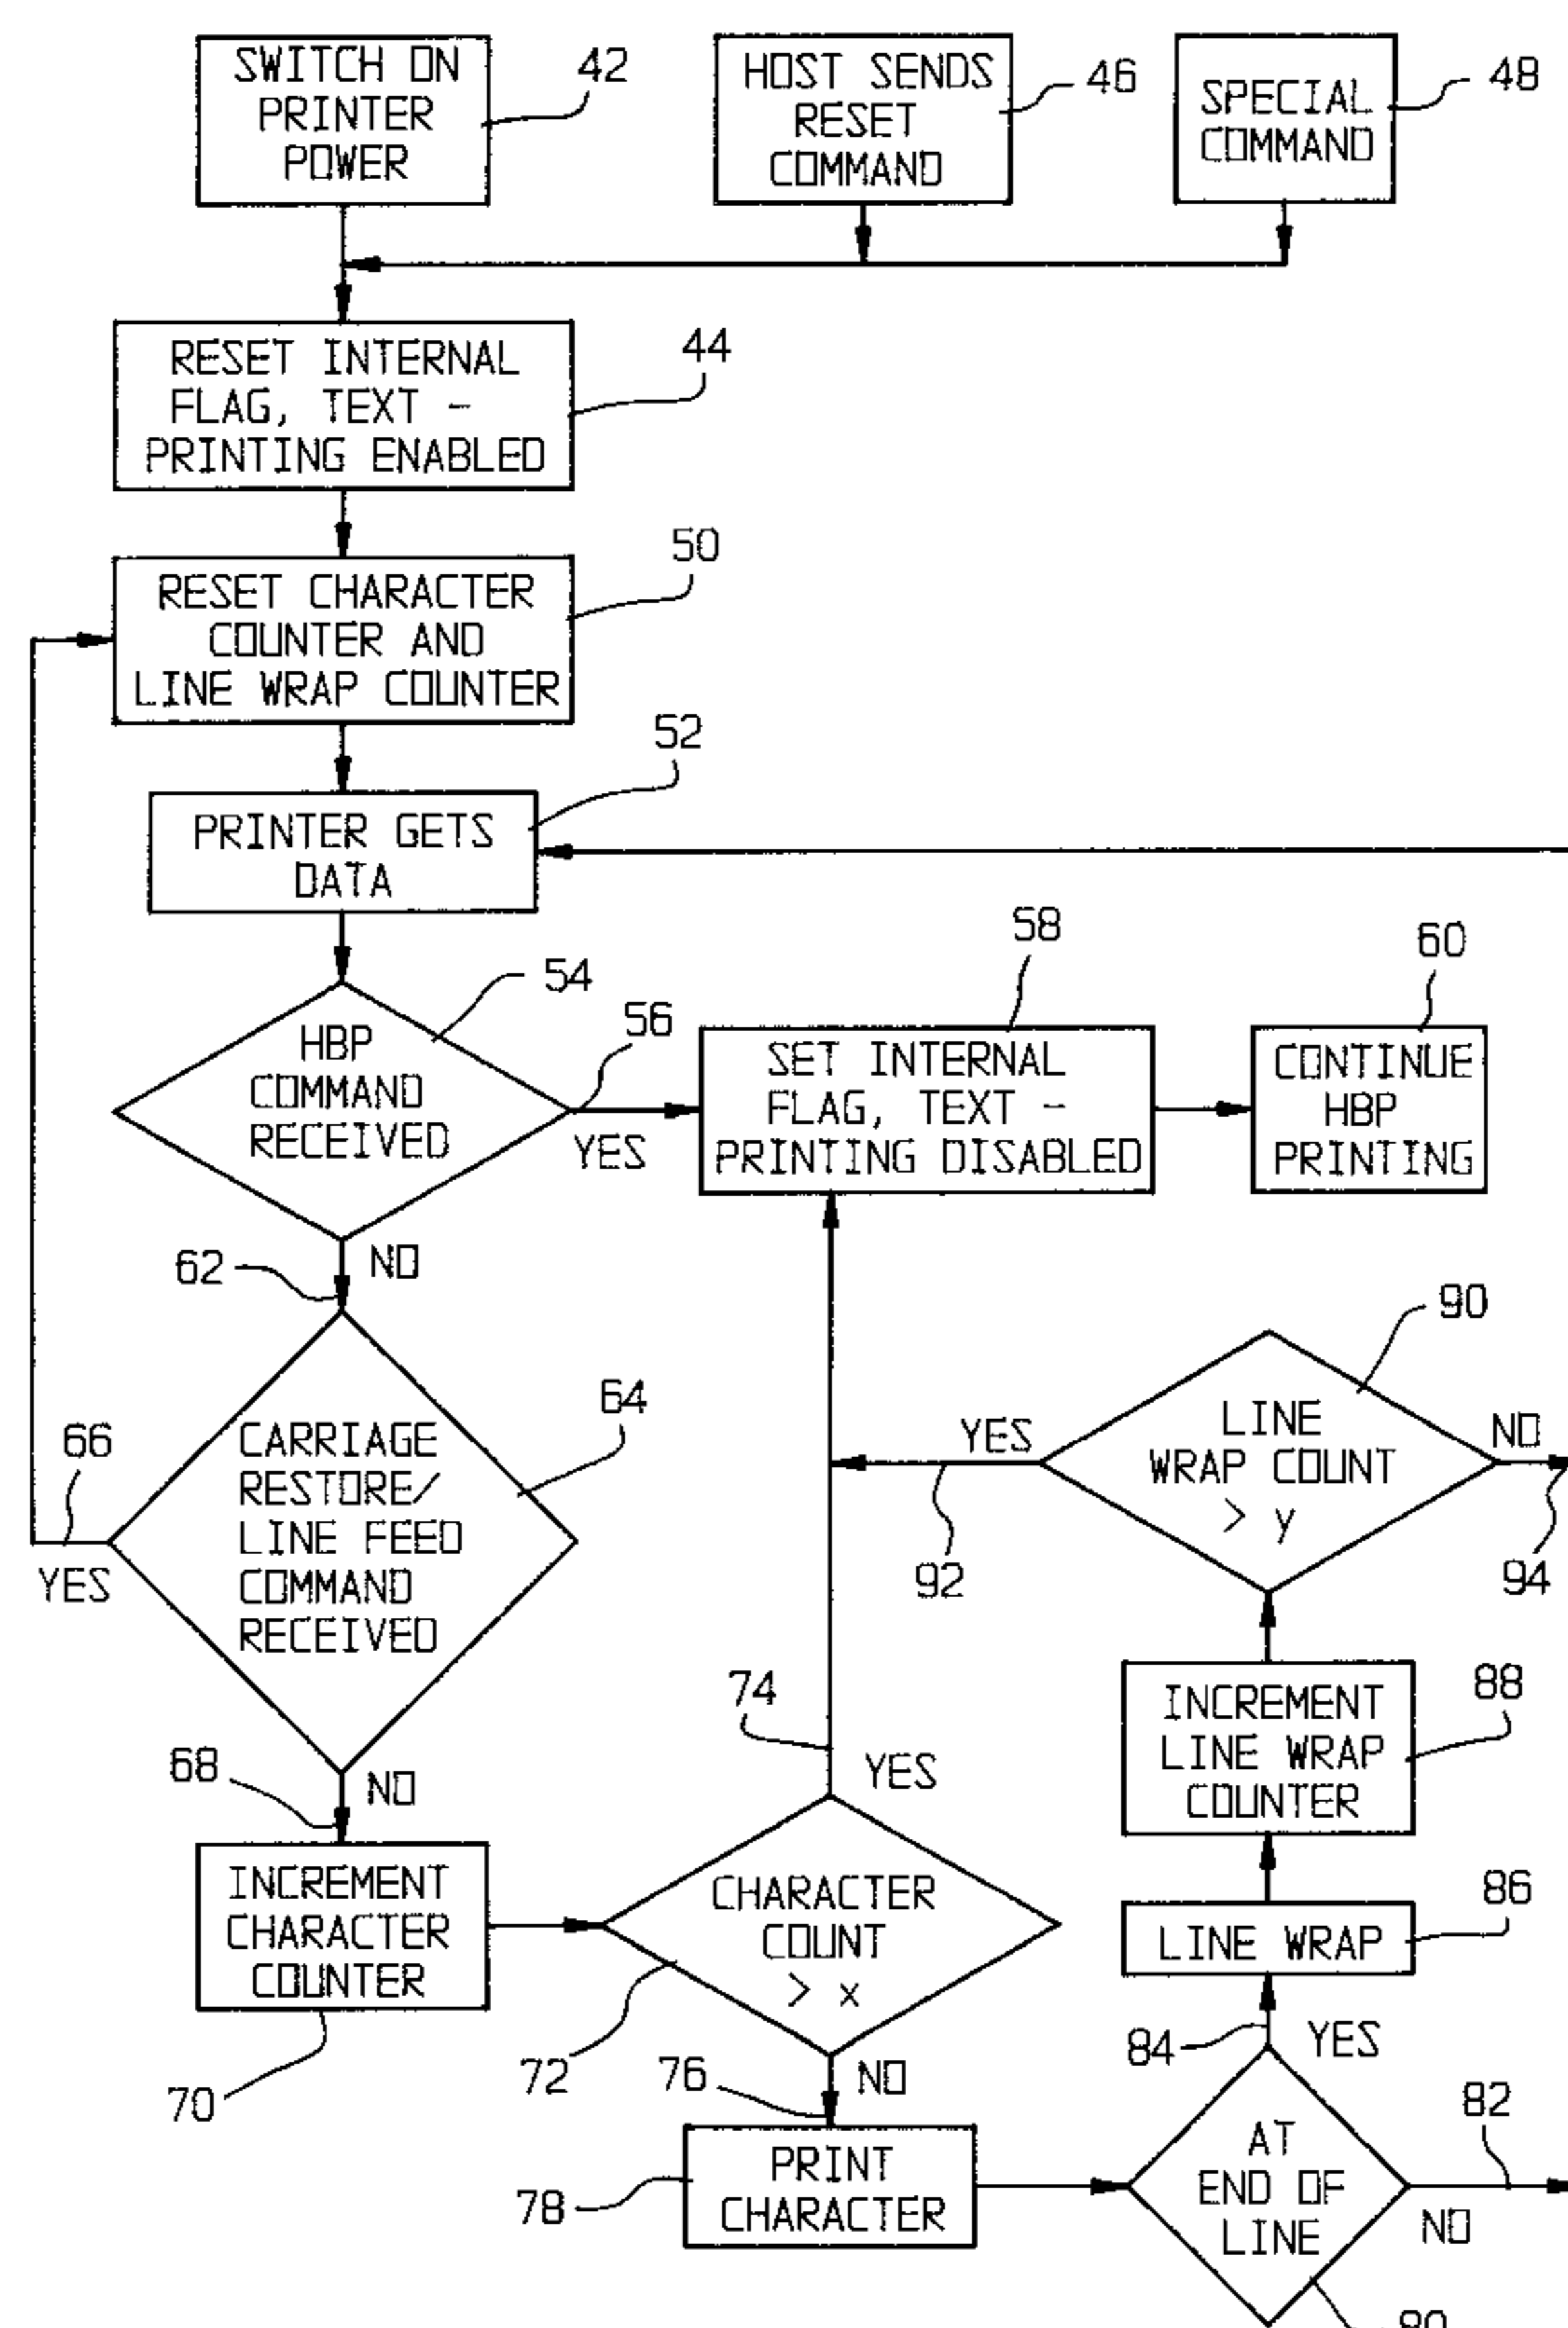 SWITCH ON
PRINTER
POWER
42
HOST SENDS
RESET
COMMAND
46
SPECIAL
COMMAND
48
RESET INTERNAL
FLAG, TEXT -
PRINTING ENABLED
44
RESET CHARACTER
COUNTER AND
LINE WRAP COUNTER
50
PRINTER GETS
DATA
52
HBP
COMMAND
RECEIVED
54
56
YES
SET INTERNAL
FLAG, TEXT -
PRINTING DISABLED
58
CONTINUE
HBP
PRINTING
60
62
NO
CARRIAGE
RESTORE/
LINE FEED
COMMAND
RECEIVED
64
66
YES
LINE
WRAP COUNT
> y
90
YES
92
NO
94
68
NO
INCREMENT
CHARACTER
COUNTER
70
74
YES
CHARACTER
COUNT
> x
72
INCREMENT
LINE WRAP
COUNTER
88
LINE WRAP
86
84
YES
76
NO
PRINT
CHARACTER
78
AT
END OF
LINE
82
NO